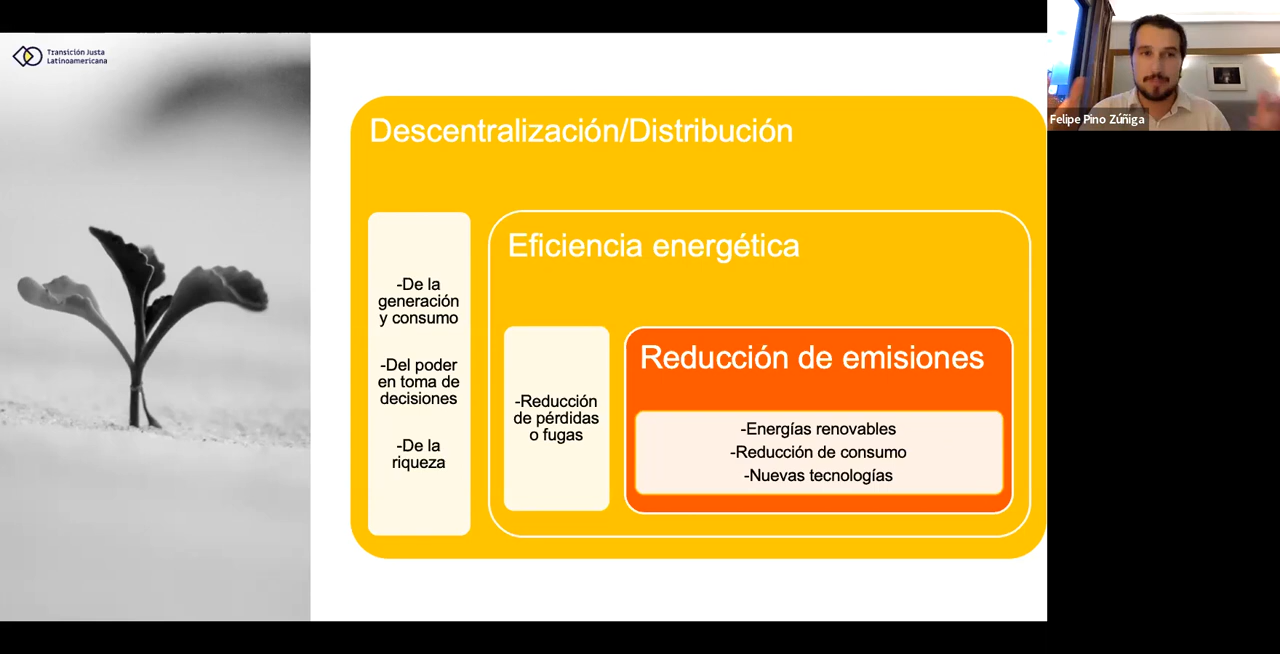 Transición Justa
Latinoamericana
Descentralización/Distribución
-De la
generación
y consumo
-Del poder
en toma de
decisiones
-De la
riqueza
Eficiencia energética
-Reducción
de pérdidas
o fugas
Reducción de emisiones
-Energías renovables
-Reducción de consumo
-Nuevas tecnologías
Felipe Pino Zúñiga